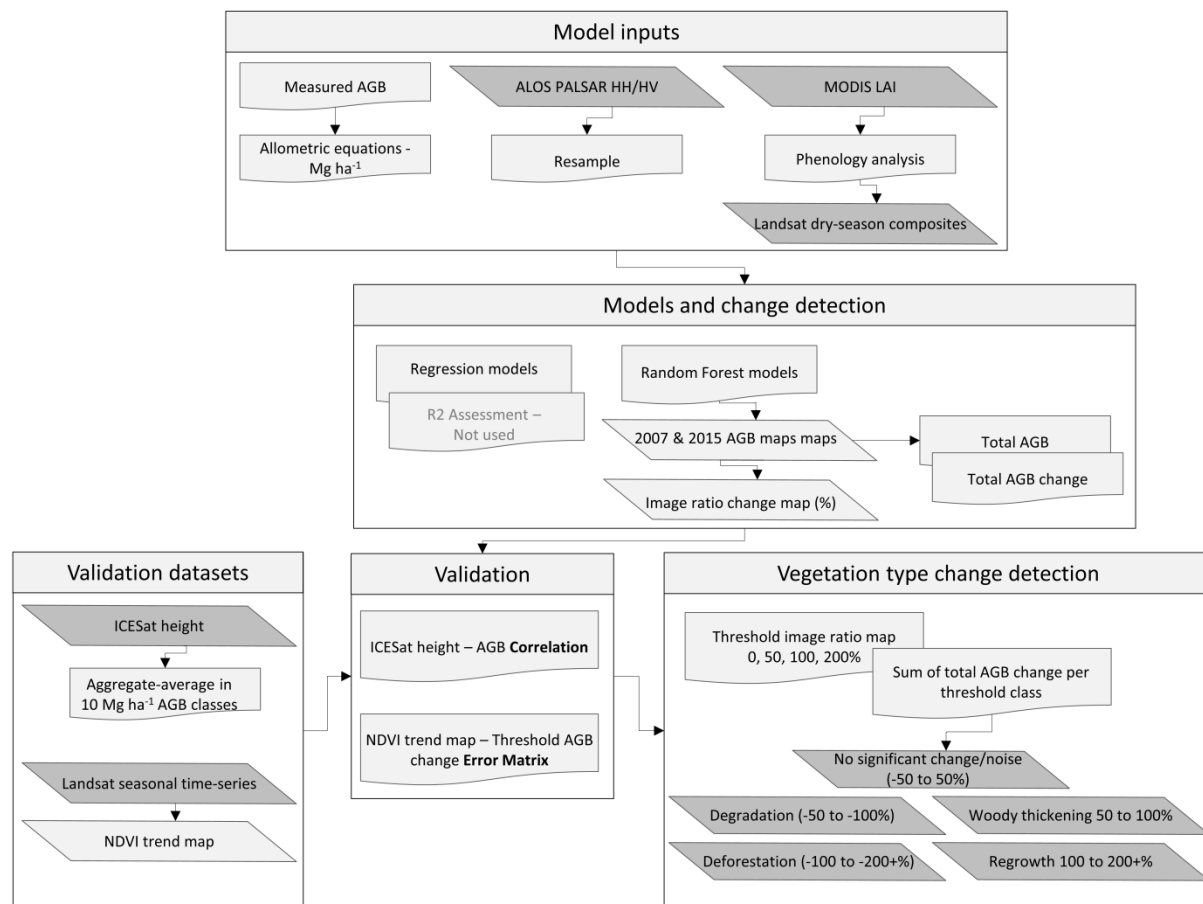 Model inputs
Measured AGB
Allometric equations -
Mg ha⁻¹
ALOS PALSAR HH/HV
Resample
MODIS LAI
Phenology analysis
Landsat dry-season composites
Models and change detection
Regression models
R2 Assessment –
Not used
Random Forest models
2007 & 2015 AGB maps maps
Image ratio change map (%)
Total AGB
Total AGB change
Validation datasets
ICESat height
Aggregate-average in
10 Mg ha⁻¹ AGB classes
Landsat seasonal time-series
NDVI trend map
Validation
ICESat height – AGB Correlation
NDVI trend map – Threshold AGB
change Error Matrix
Vegetation type change detection
Threshold image ratio map
0, 50, 100, 200%
Sum of total AGB change per
threshold class
No significant change/noise
(-50 to 50%)
Degradation (-50 to -100%)
Woody thickening 50 to 100%
Deforestation (-100 to -200+%)
Regrowth 100 to 200+%